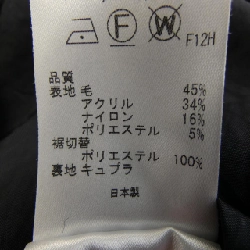 F W F12H
品質
表地 毛 45%
アクリル 34%
ナイロン 16%
ポリエステル 5%
裾切替
ポリエステル 100%
裏地 キュプラ
日本製